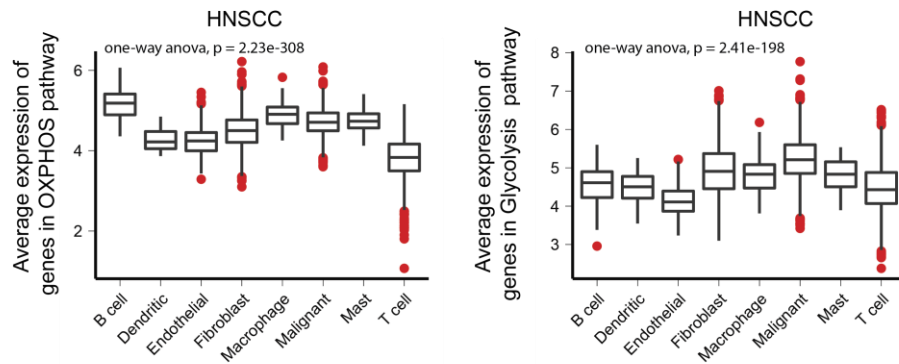 HNSCC
one-way anova, p = 2.23e-308
Average expression of
genes in OXPHOS pathway
6
4
2
B cell
Dendritic
Endothelial
Fibroblast
Macrophage
Malignant
Mast
T cell
HNSCC
one-way anova, p = 2.41e-198
Average expression of
genes in Glycolysis pathway
8
7
6
5
4
3
B cell
Dendritic
Endothelial
Fibroblast
Macrophage
Malignant
Mast
T cell